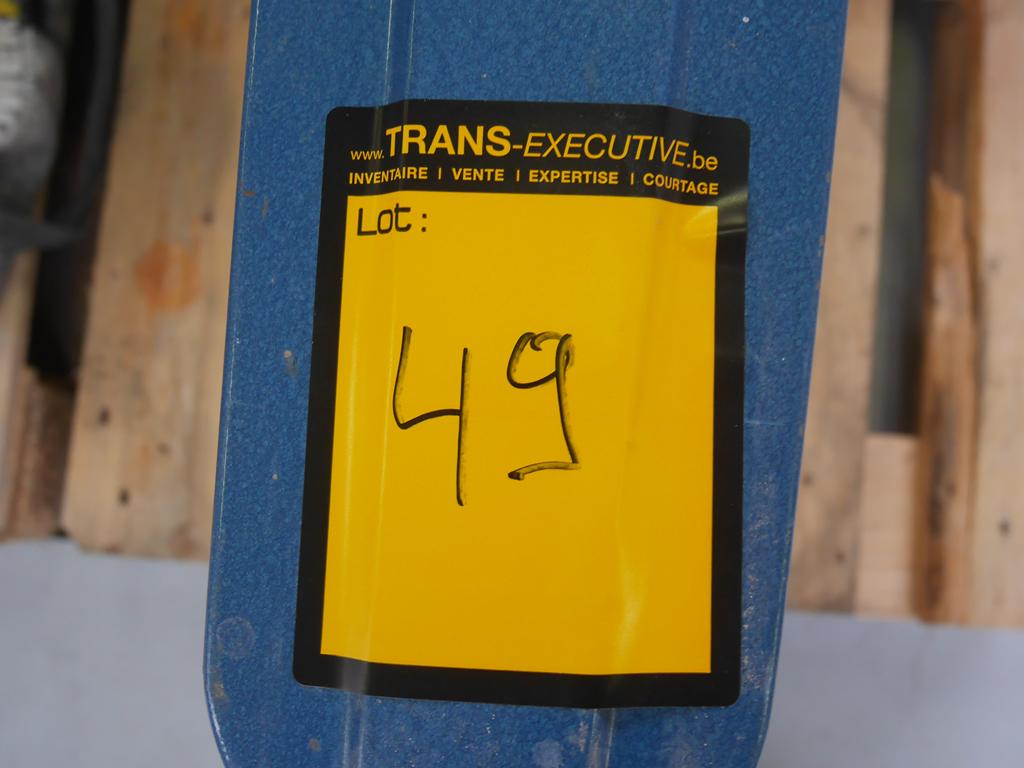 www.TRANS-EXECUTIVE.be
INVENTAIRE | VENTE | EXPERTISE | COURTAGE
Lot :
49